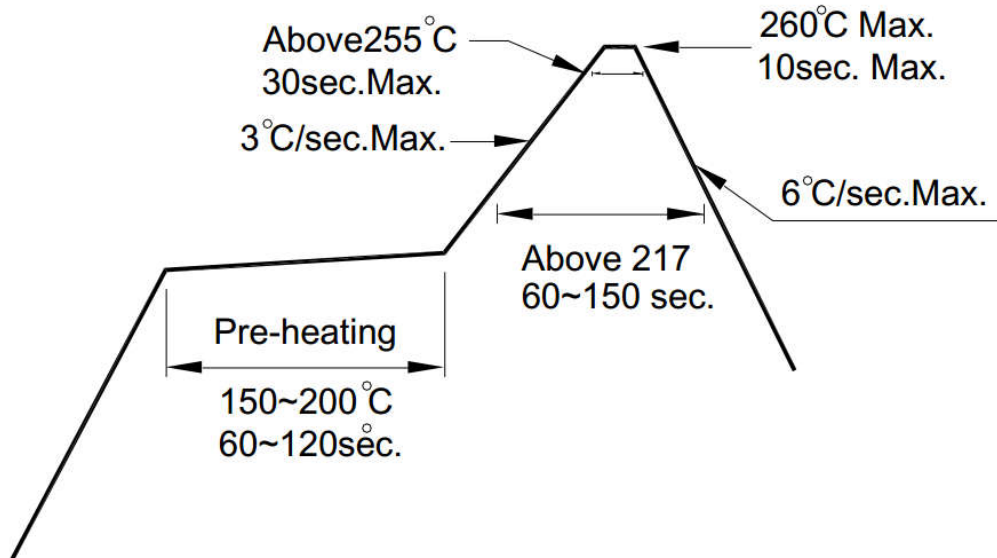 Above255°C
30sec.Max.
260°C Max.
10sec. Max.
3°C/sec.Max.
6°C/sec.Max.
Above 217
60~150 sec.
Pre-heating
150~200°C
60~120sec.